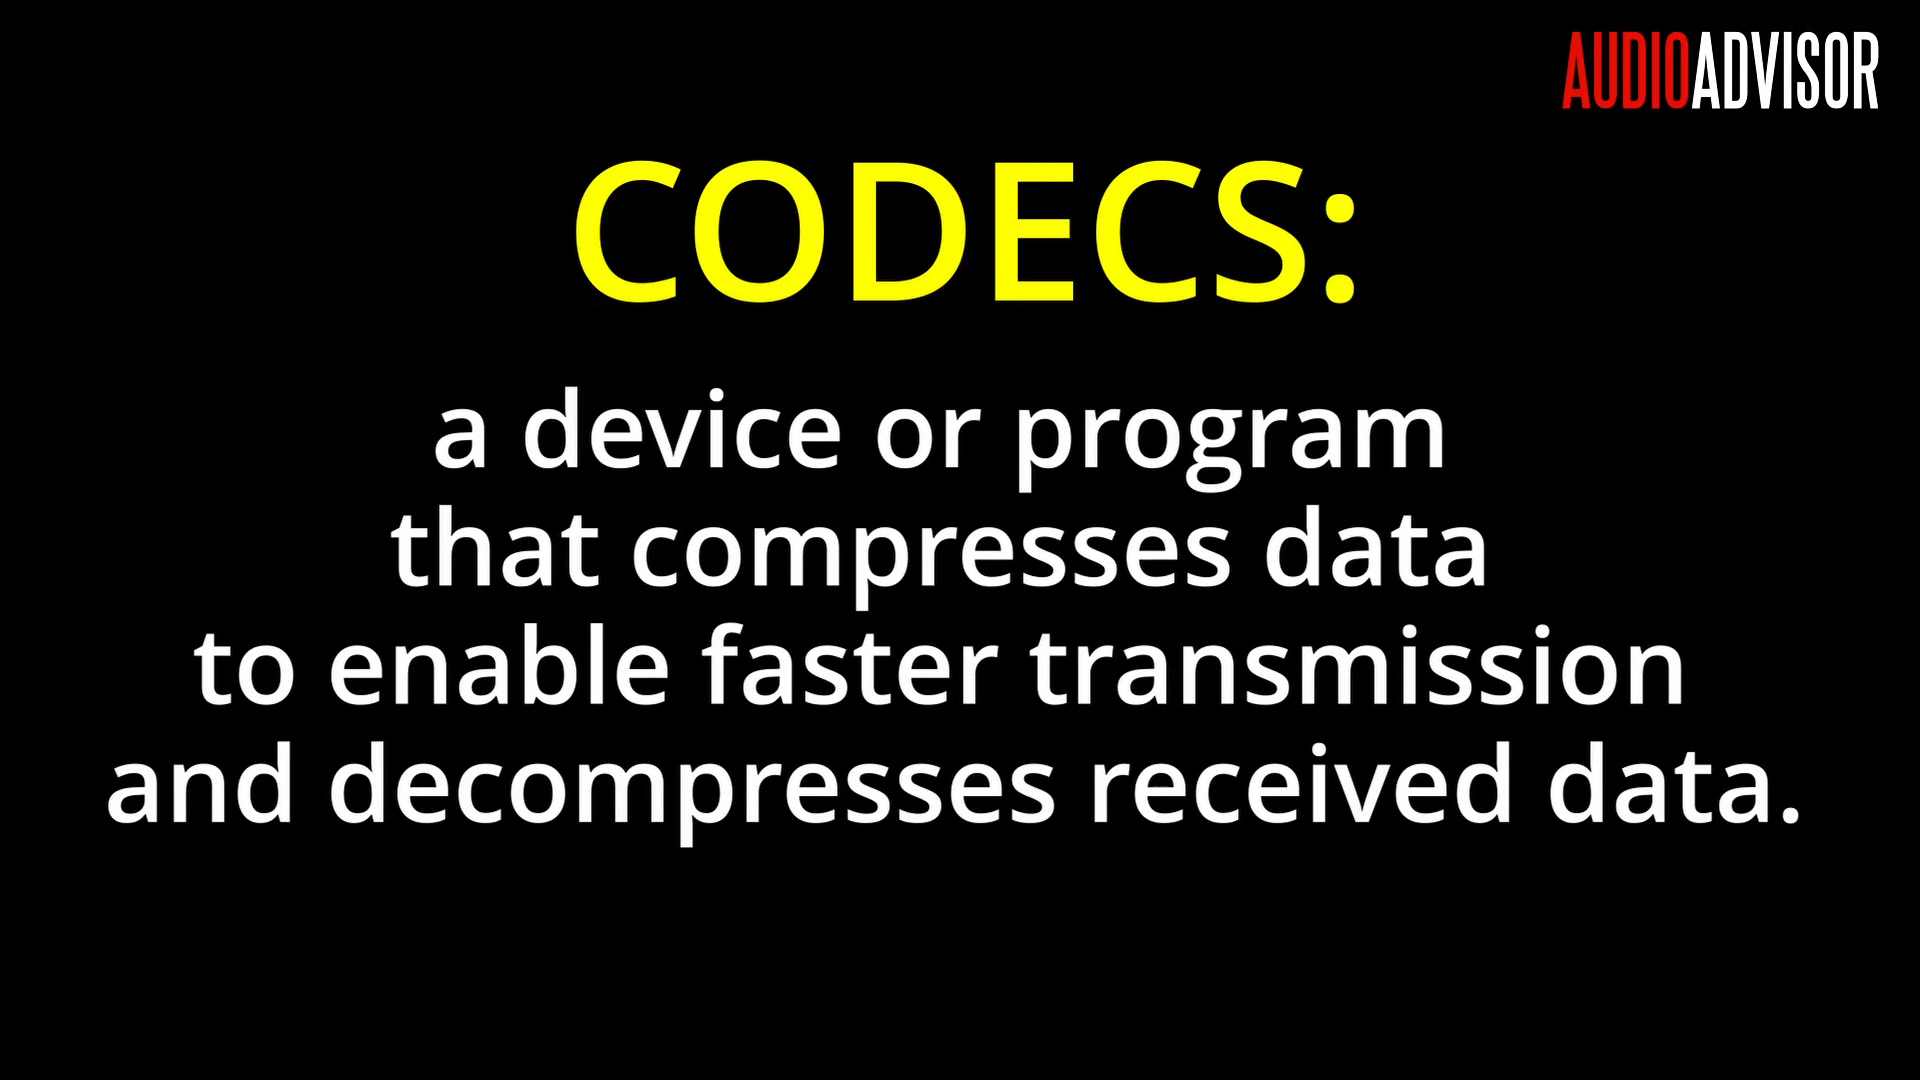 AUDIOADVISOR
CODECS:
a device or program
that compresses data
to enable faster transmission
and decompresses received data.